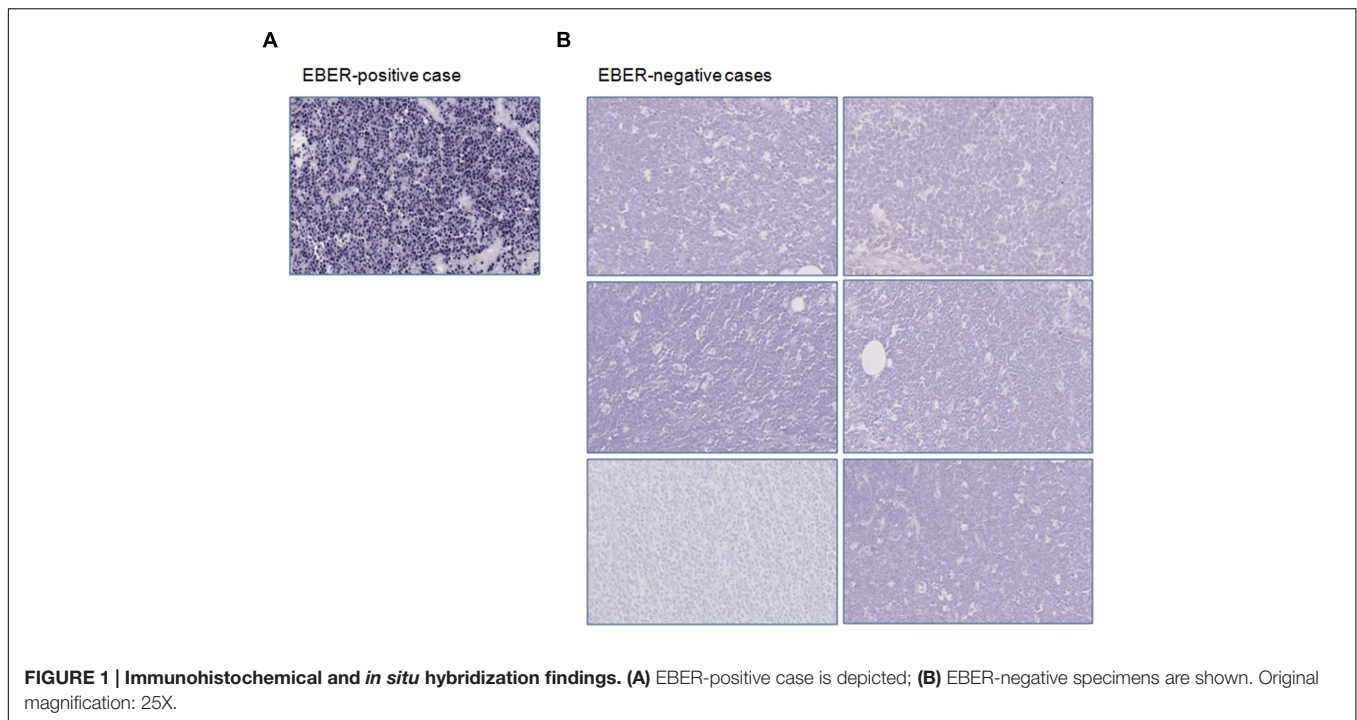 A
B
EBER-positive case
EBER-negative cases
FIGURE 1 | Immunohistochemical and in situ hybridization findings. (A) EBER-positive case is depicted; (B) EBER-negative specimens are shown. Original
magnification: 25X.